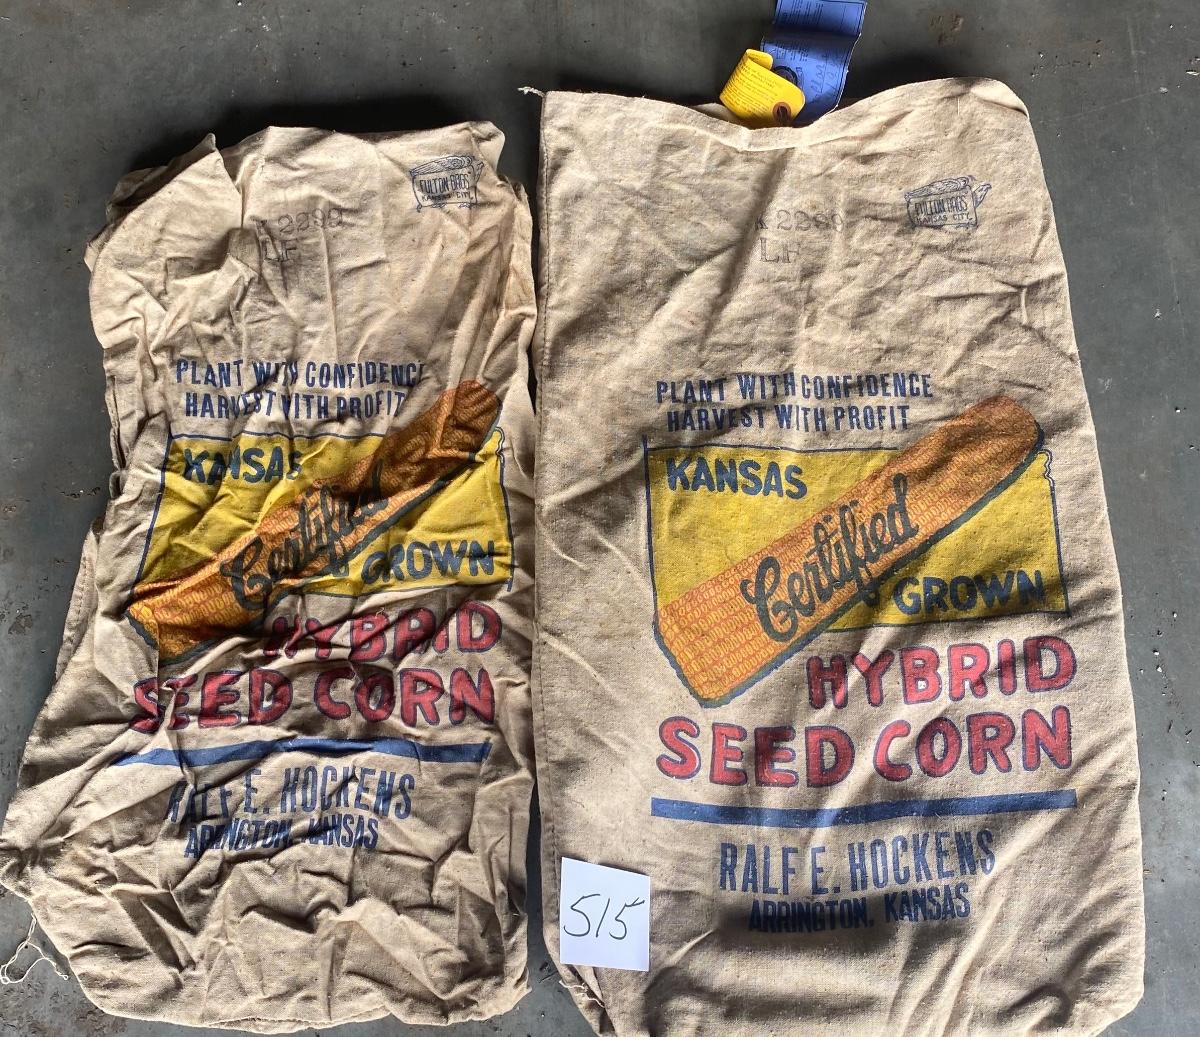 FULTON BAGS
KANSAS CITY
K2299
LF
PLANT WITH CONFIDENCE
HARVEST WITH PROFIT
KANSAS
Certified
GROWN
HYBRID
SEED CORN
RALF E. HOCKENS
ARRINGTON, KANSAS
FULTON BAGS
KANSAS CITY
K2289
LF
PLANT WITH CONFIDENCE
HARVEST WITH PROFIT
KANSAS
Certified
GROWN
HYBRID
SEED CORN
RALF E. HOCKENS
ARRINGTON, KANSAS
515